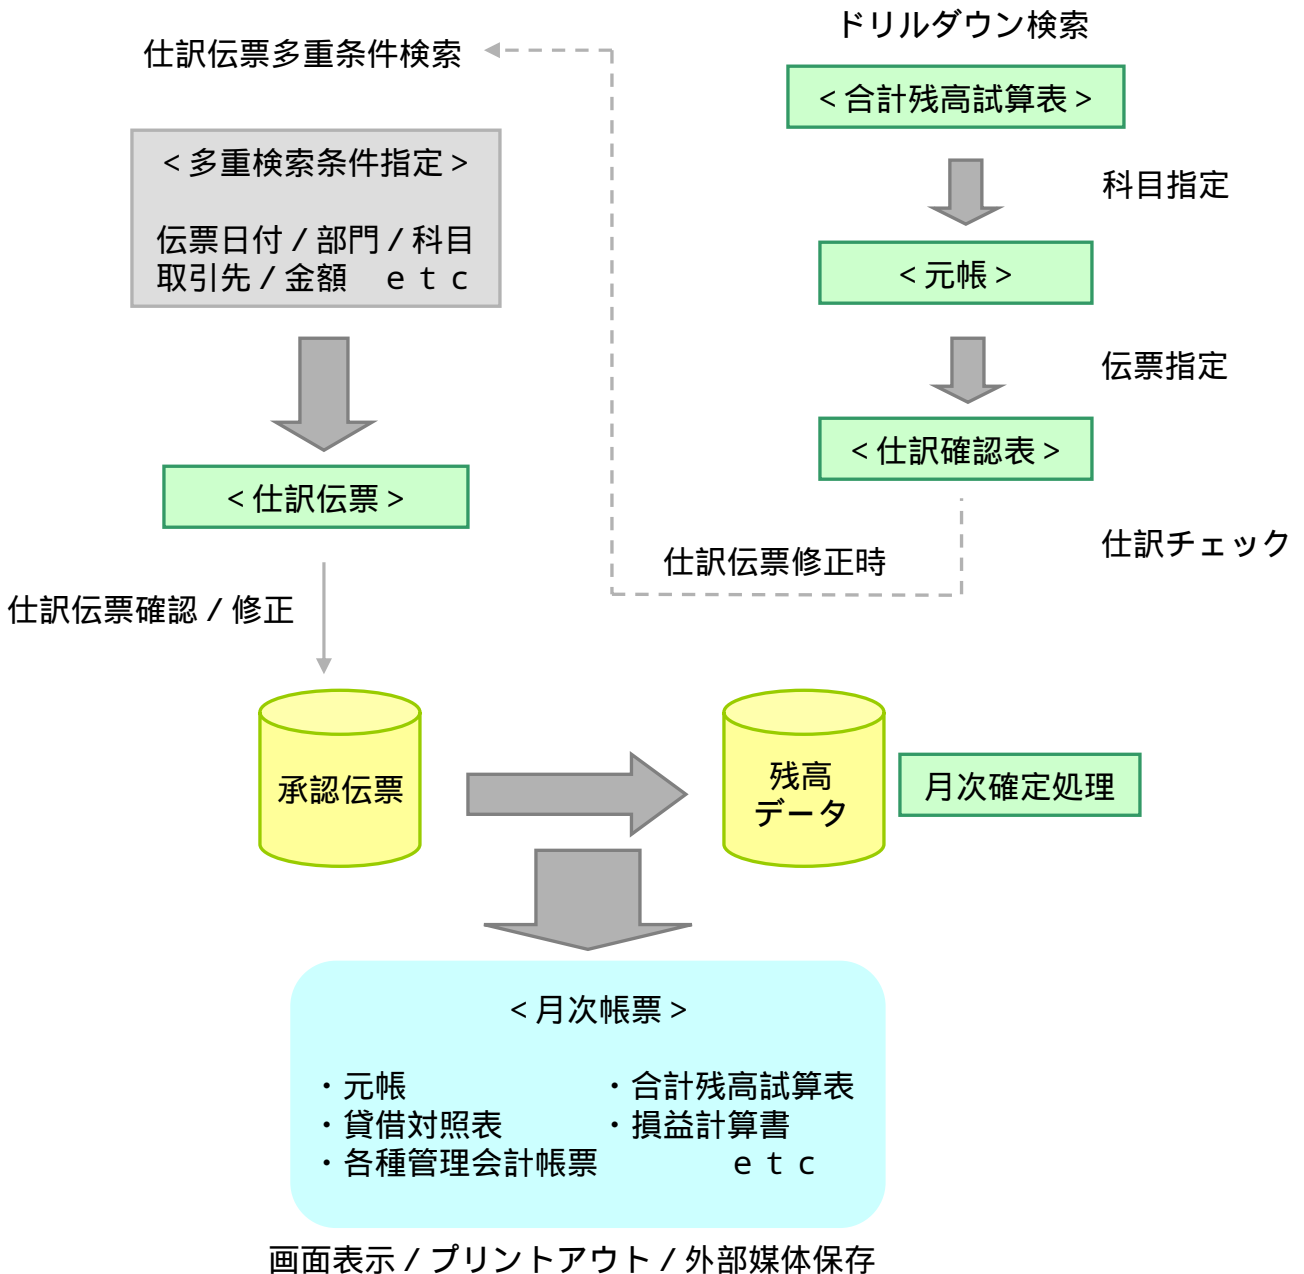 仕訳伝票多重条件検索
＜多重検索条件指定＞
伝票日付／部門／科目
取引先／金額　ｅｔｃ
＜仕訳伝票＞
仕訳伝票確認／修正
ドリルダウン検索
＜合計残高試算表＞
科目指定
＜元帳＞
伝票指定
＜仕訳確認表＞
仕訳チェック
仕訳伝票修正時
承認伝票
残高
データ
月次確定処理
＜月次帳票＞
・元帳　　　　　　・合計残高試算表
・貸借対照表　　　・損益計算書
・各種管理会計帳票　　　　ｅｔｃ
画面表示／プリントアウト／外部媒体保存